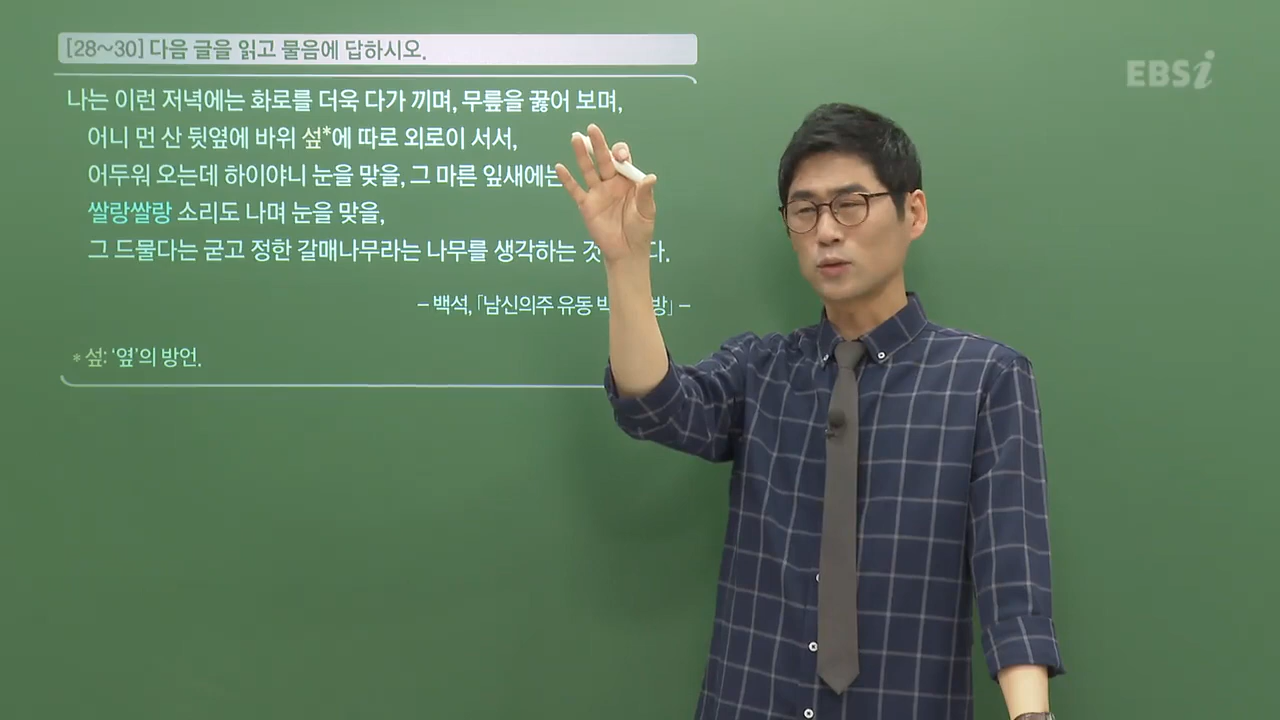 [28~30] 다음 글을 읽고 물음에 답하시오.
EBSi
나는 이런 저녁에는 화로를 더욱 다가 끼며, 무릎을 꿇어 보며,
어니 먼 산 뒷옆에 바위 섶*에 따로 외로이 서서,
어두워 오는데 하이야니 눈을 맞을, 그 마른 잎새에는
쌀랑쌀랑 소리도 나며 눈을 맞을,
그 드물다는 굳고 정한 갈매나무라는 나무를 생각하는 것 다.
– 백석, 「남신의주 유동 박 방」 –
* 섶: ‘옆’의 방언.